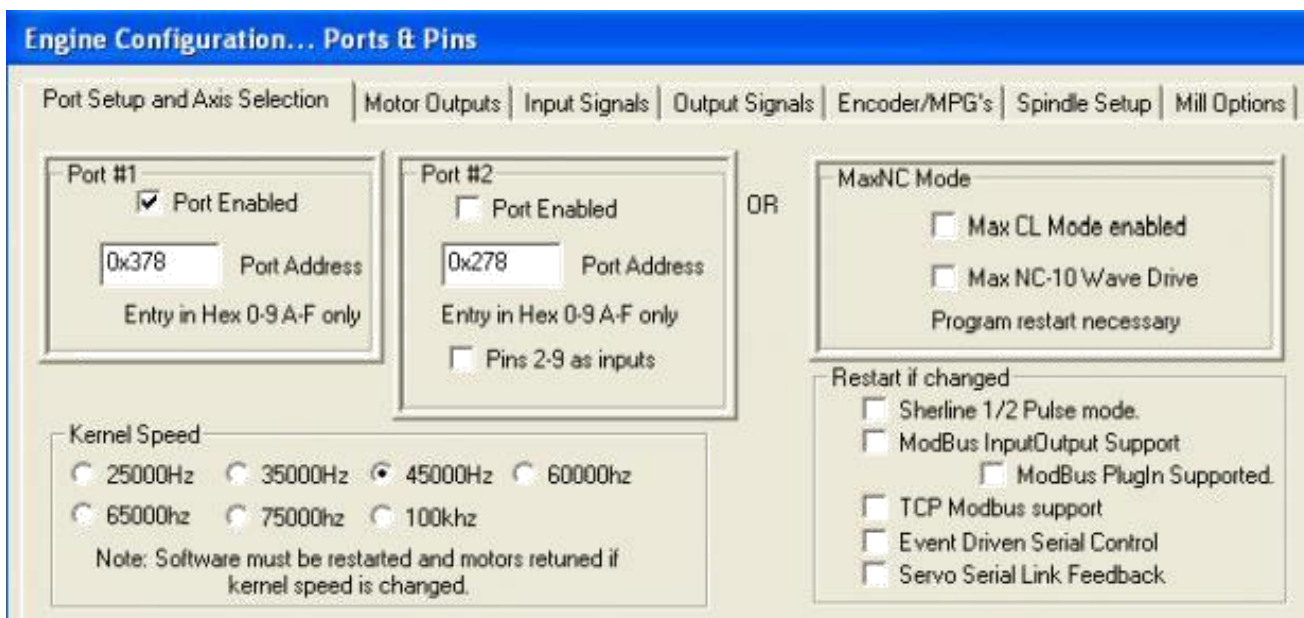 Engine Configuration... Ports & Pins
Port Setup and Axis Selection
Motor Outputs
Input Signals
Output Signals
Encoder/MPG's
Spindle Setup
Mill Options
Port #1
Port Enabled
0x378 Port Address
Entry in Hex 0-9 A-F only
Port #2
Port Enabled
0x278 Port Address
Entry in Hex 0-9 A-F only
Pins 2-9 as inputs
OR
MaxNC Mode
Max CL Mode enabled
Max NC-10 Wave Drive
Program restart necessary
Kernel Speed
25000Hz 35000Hz 45000Hz 60000hz
65000hz 75000hz 100khz
Note: Software must be restarted and motors retuned if
kernel speed is changed.
Restart if changed
Sherline 1/2 Pulse mode.
ModBus InputOutput Support
ModBus PlugIn Supported.
TCP Modbus support
Event Driven Serial Control
Servo Serial Link Feedback